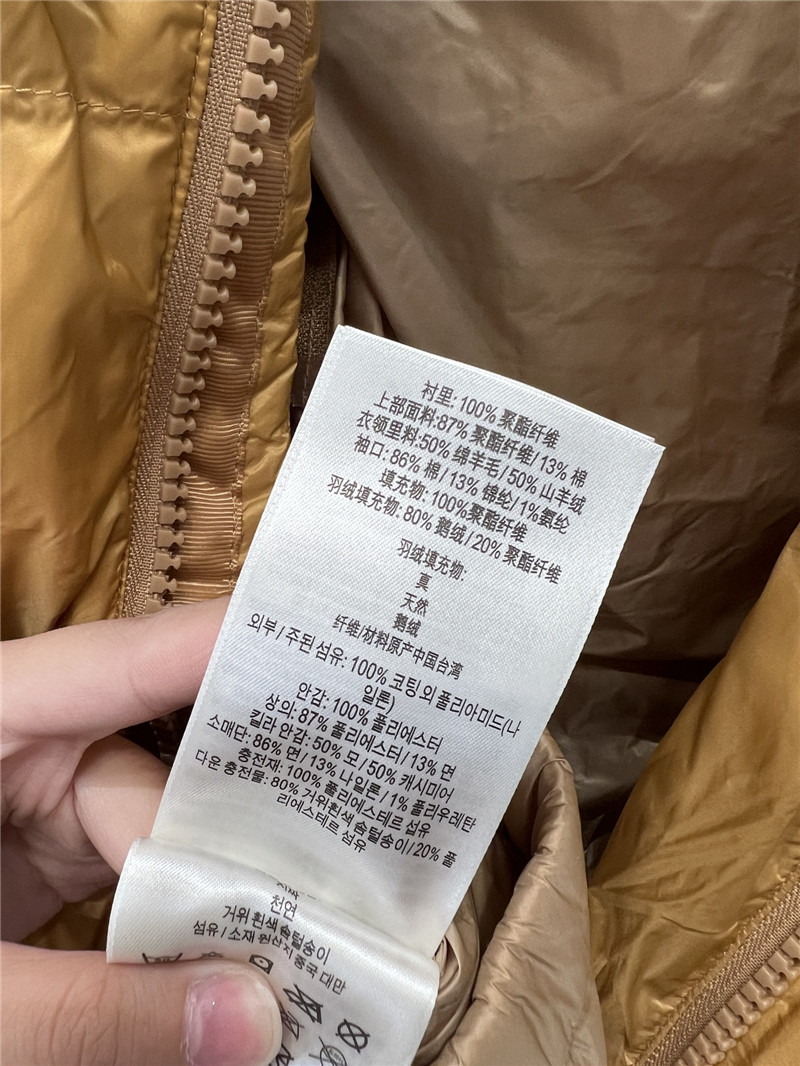 衬里: 100% 聚酯纤维
上部面料:87% 聚酯纤维 / 13% 棉
衣领里料:50% 绵羊毛 / 50% 山羊绒
袖口: 86% 棉 / 13% 锦纶 / 1% 氨纶
填充物: 100%聚酯纤维
羽绒填充物: 80% 鹅绒 / 20% 聚酯纤维
羽绒填充物:
真
天然
鹅绒
纤维/材料原产中国台湾
외부 / 주된 섬유: 100% 코팅외 폴리아미드(나
일론)
안감: 100% 폴리에스터
상의: 87% 폴리에스터 / 13% 면
킬라 안감: 50% 모 / 50% 캐시미어
소매단: 86% 면 / 13% 나일론 / 1% 폴리우레탄
충전재: 100% 폴리에스테르 섬유
다운 충전물: 80% 거위흰색솜털송이 / 20% 폴
리에스테르 섬유
천연
거위 흰색솜털송이
섬유 / 소재 원산지 중국 대만